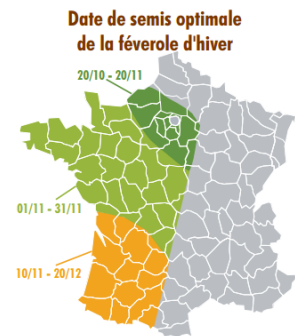 Date de semis optimale
de la féverole d'hiver
20/10 - 20/11
01/11 - 31/11
10/11 - 20/12